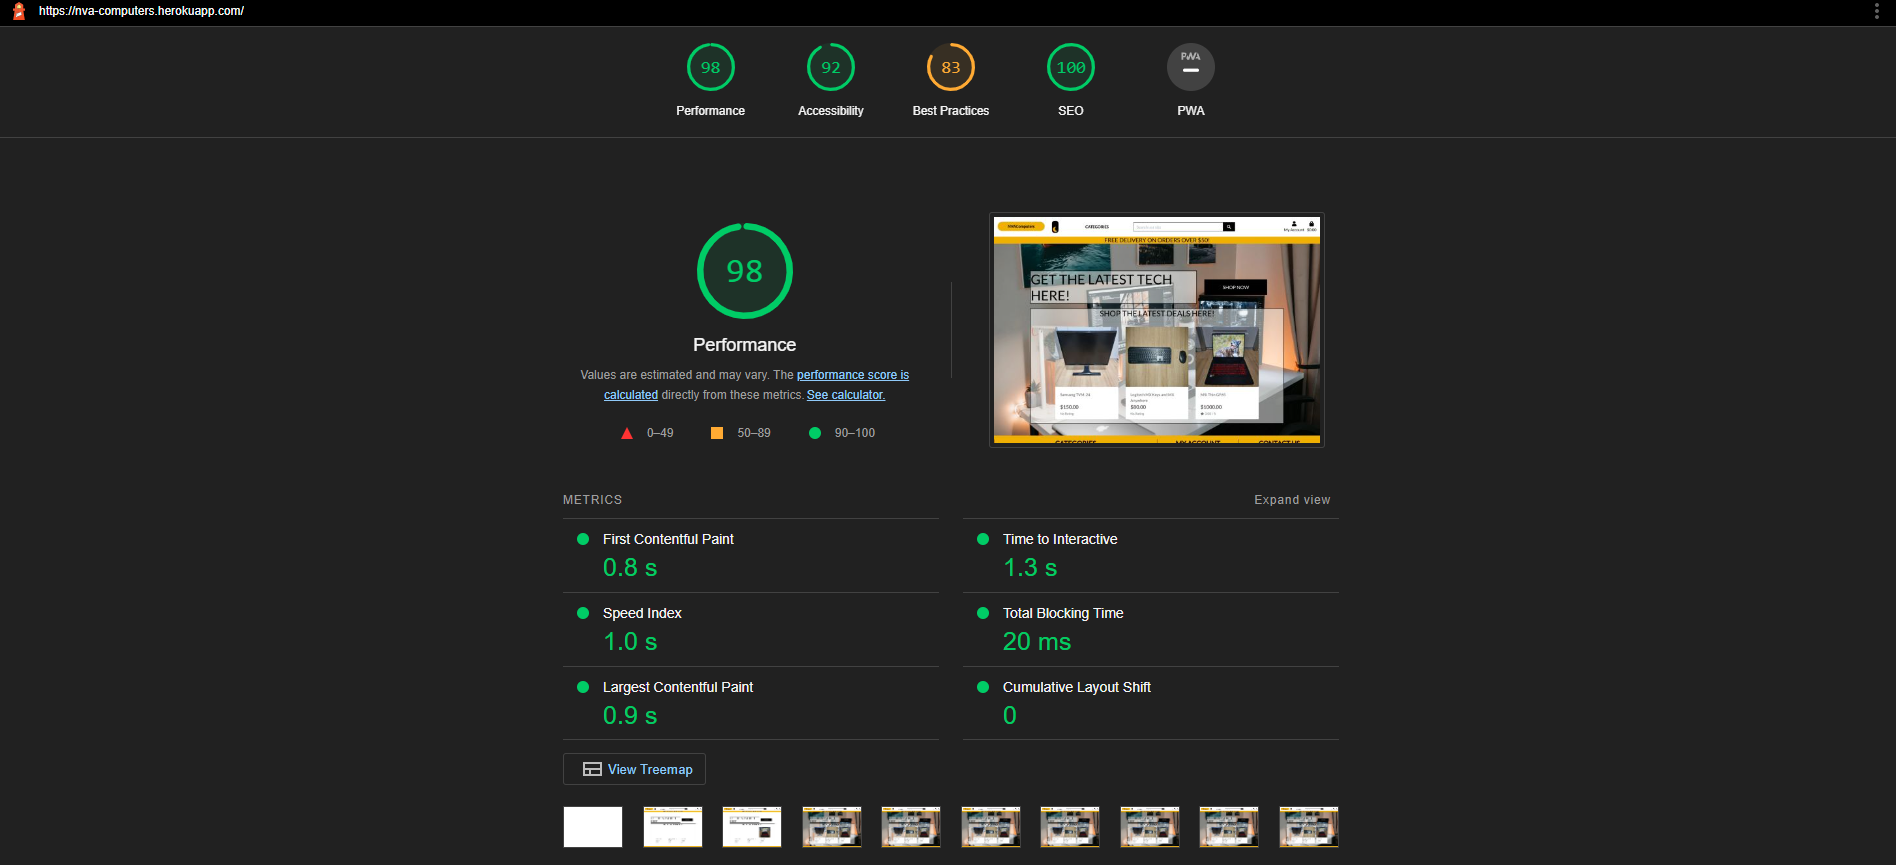 https://nva-computers.herokuapp.com/
98
92
83
100
PWA
Performance
Accessibility
Best Practices
SEO
PWA
98
Performance
Values are estimated and may vary. The performance score is
calculated directly from these metrics. See calculator.
0–49
50–89
90–100
CATEGORIES
My Account
FREE DELIVERY ON ORDERS OVER $50!
GET THE LATEST TECH
HERE!
SHOP NOW
SHOP THE LATEST DEALS HERE!
$150.00
$80.00
$1000.00
CATEGORIES
MY ACCOUNT
CONTACT US
METRICS
Expand view
First Contentful Paint
0.8 s
Time to Interactive
1.3 s
Speed Index
1.0 s
Total Blocking Time
20 ms
Largest Contentful Paint
0.9 s
Cumulative Layout Shift
0
View Treemap